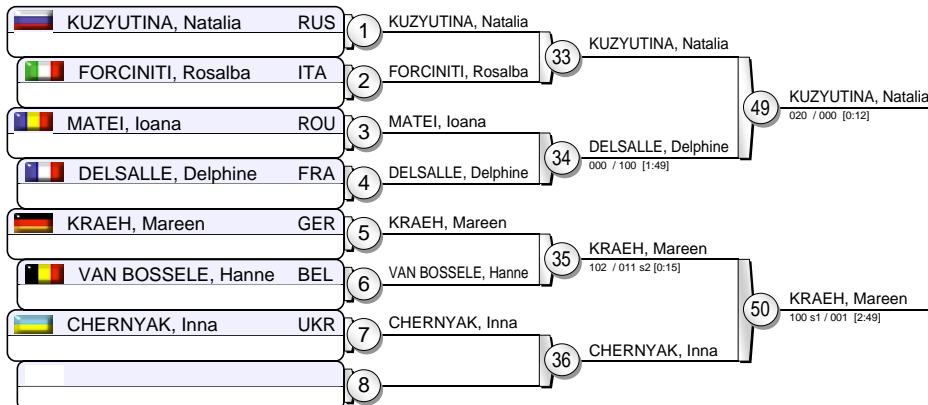 KUZYUTINA, Natalia RUS
FORCINITI, Rosalba ITA
MATEI, Ioana ROU
DELSALLE, Delphine FRA
KRAEH, Mareen GER
VAN BOSSELE, Hanne BEL
CHERNYAK, Inna UKR
1 KUZYUTINA, Natalia
2 FORCINITI, Rosalba
3 MATEI, Ioana
4 DELSALLE, Delphine
5 KRAEH, Mareen
6 VAN BOSSELE, Hanne
7 CHERNYAK, Inna
8
33 KUZYUTINA, Natalia
34 DELSALLE, Delphine
000 / 100 [1:49]
35 KRAEH, Mareen
102 / 011 s2 [0:15]
36 CHERNYAK, Inna
49 KUZYUTINA, Natalia
020 / 000 [0:12]
50 KRAEH, Mareen
100 s1 / 001 [2:49]